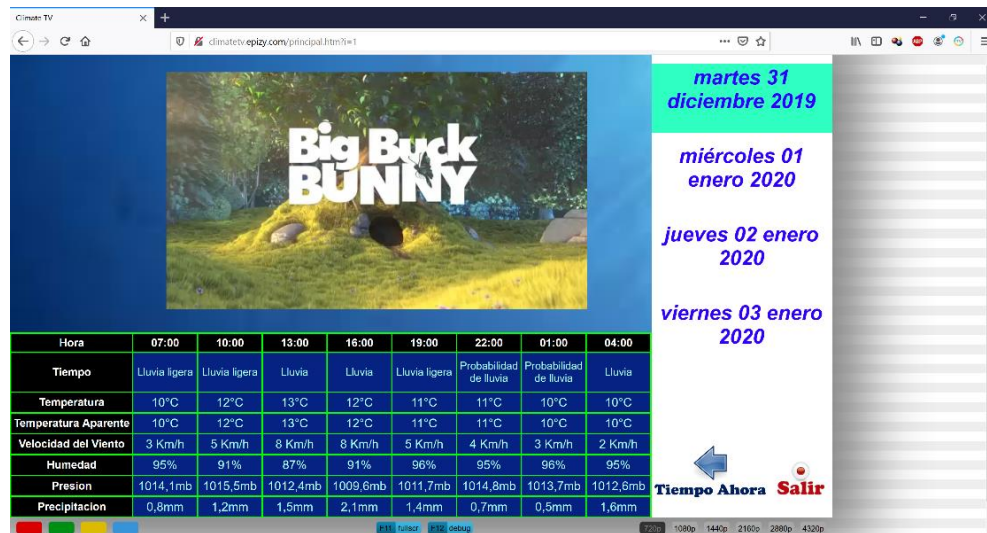 Climate TV
climatetv.epizy.com/principal.htm?i=1
Big Buck
BUNNY
martes 31
diciembre 2019
miércoles 01
enero 2020
jueves 02 enero
2020
viernes 03 enero
2020
Hora 07:00 10:00 13:00 16:00 19:00 22:00 01:00 04:00
Tiempo Lluvia ligera Lluvia ligera Lluvia Lluvia Lluvia ligera Probabilidad de lluvia Probabilidad de lluvia Lluvia
Temperatura 10°C 12°C 13°C 12°C 11°C 11°C 10°C 10°C
Temperatura Aparente 10°C 12°C 13°C 12°C 11°C 11°C 10°C 10°C
Velocidad del Viento 3 Km/h 5 Km/h 8 Km/h 8 Km/h 5 Km/h 4 Km/h 3 Km/h 2 Km/h
Humedad 95% 91% 87% 91% 96% 95% 96% 95%
Presion 1014,1mb 1015,5mb 1012,4mb 1009,6mb 1011,7mb 1014,8mb 1013,7mb 1012,6mb
Precipitacion 0,8mm 1,2mm 1,5mm 2,1mm 1,4mm 0,7mm 0,5mm 1,6mm
Tiempo Ahora Salir
F11 fullscr. F12 debug 720p 1080p 1440p 2160p 2880p 4320p